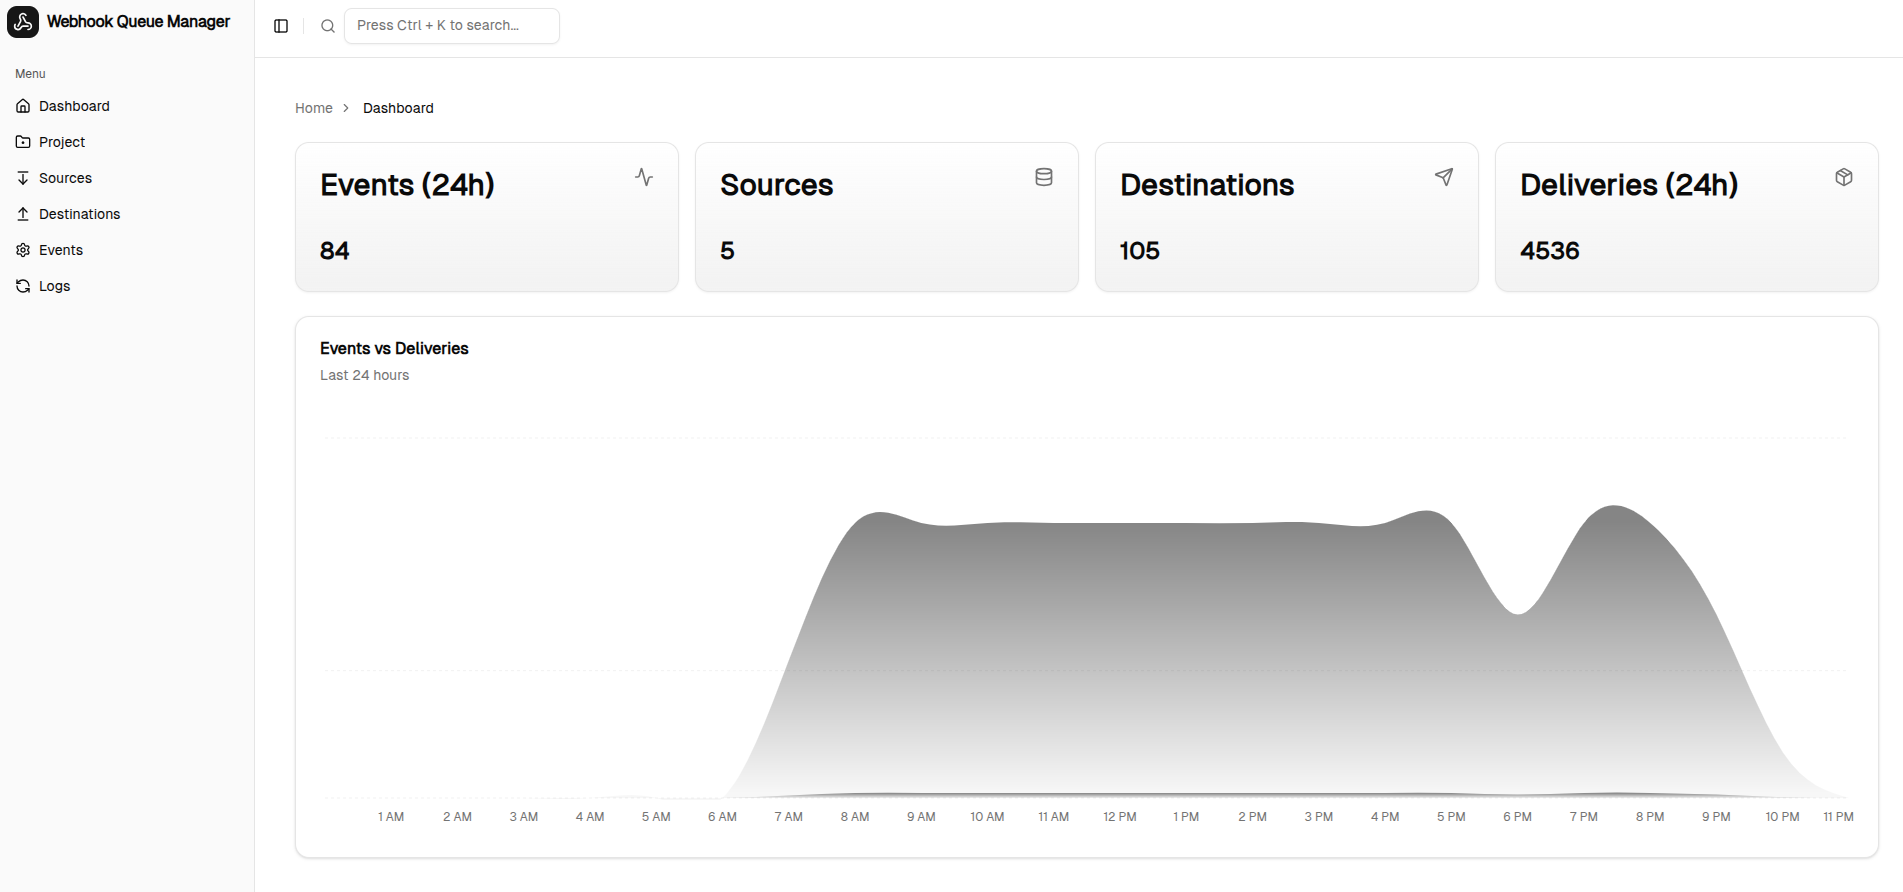 Webhook Queue Manager
Press Ctrl + K to search...
Menu
Dashboard
Project
Sources
Destinations
Events
Logs
Home
Dashboard
Events (24h)
84
Sources
5
Destinations
105
Deliveries (24h)
4536
Events vs Deliveries
Last 24 hours
1 AM 2 AM 3 AM 4 AM 5 AM 6 AM 7 AM 8 AM 9 AM 10 AM 11 AM 12 PM 1 PM 2 PM 3 PM 4 PM 5 PM 6 PM 7 PM 8 PM 9 PM 10 PM 11 PM